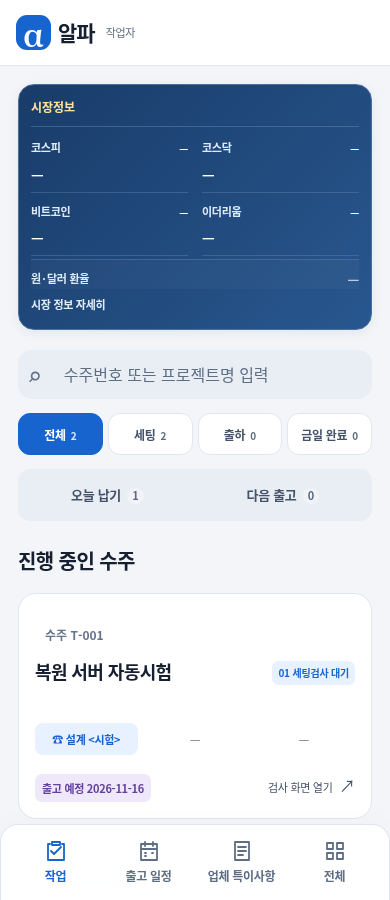 α 알파 작업자
시장정보
코스피 — 코스닥 —
— —
비트코인 — 이더리움 —
— —
원·달러 환율 —
시장 정보 자세히
수주번호 또는 프로젝트명 입력
전체 2 세팅 2 출하 0 금일 완료 0
오늘 납기 1 다음 출고 0
진행 중인 수주
수주 T-001
복원 서버 자동시험 01 세팅검사 대기
☎ 설계 <시험> — —
출고 예정 2026-11-16 검사 화면 열기 ↗
작업 출고 일정 업체 특이사항 전체